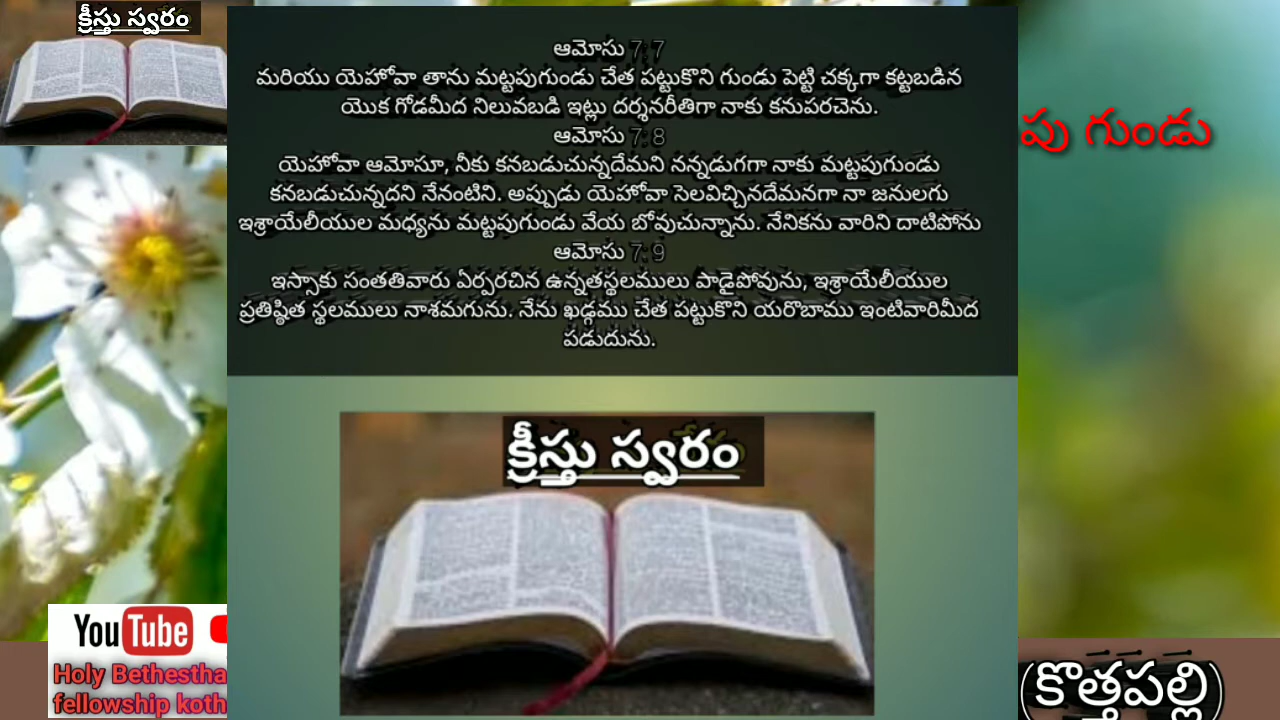 క్రీస్తు స్వరం
ఆమోసు 7:7
మరియు యెహోవా తాను మట్టపుగుండు చేత పట్టుకొని గుండు పెట్టి చక్కగా కట్టబడిన
యొక గోడమీద నిలువబడి ఇట్లు దర్శనరీతిగా నాకు కనుపరచెను.
ఆమోసు 7:8
యెహోవా ఆమోసూ, నీకు కనబడుచున్నదేమని నన్నడుగగా నాకు మట్టపుగుండు
కనబడుచున్నదని నేనంటిని. అప్పుడు యెహోవా సెలవిచ్చినదేమనగా నా జనులగు
ఇశ్రాయేలీయుల మధ్యను మట్టపుగుండు వేయ బోవుచున్నాను. నేనికను వారిని దాటిపోను
ఆమోసు 7:9
ఇస్సాకు సంతతివారు ఏర్పరచిన ఉన్నతస్థలములు పాడైపోవును, ఇశ్రాయేలీయుల
ప్రతిష్ఠిత స్థలములు నాశమగును. నేను ఖడ్గము చేత పట్టుకొని యరొబాము ఇంటివారిమీద
పడుదును.
పు గుండు
క్రీస్తు స్వరం
YouTube
Holy Bethestha
fellowship koth
(కొత్తపల్లి)